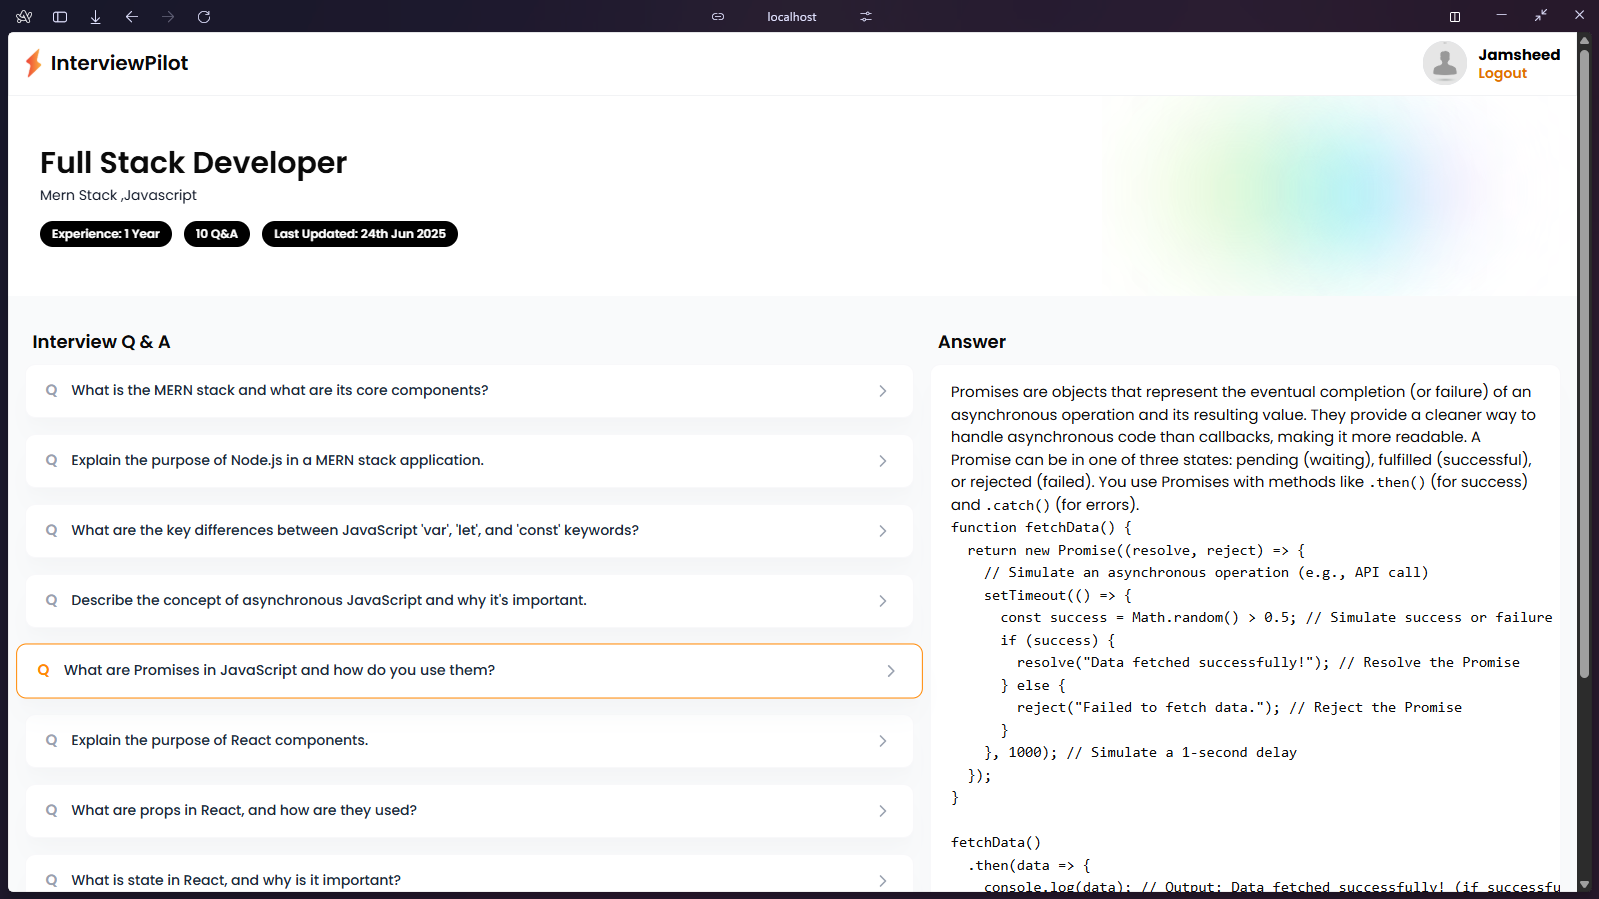 localhost
InterviewPilot
Jamsheed
Logout
Full Stack Developer
Mern Stack ,Javascript
Experience: 1 Year
10 Q&A
Last Updated: 24th Jun 2025
Interview Q & A
Q What is the MERN stack and what are its core components?
Q Explain the purpose of Node.js in a MERN stack application.
Q What are the key differences between JavaScript 'var', 'let', and 'const' keywords?
Q Describe the concept of asynchronous JavaScript and why it's important.
Q What are Promises in JavaScript and how do you use them?
Q Explain the purpose of React components.
Q What are props in React, and how are they used?
Q What is state in React, and why is it important?
Answer
Promises are objects that represent the eventual completion (or failure) of an
asynchronous operation and its resulting value. They provide a cleaner way to
handle asynchronous code than callbacks, making it more readable. A
Promise can be in one of three states: pending (waiting), fulfilled (successful),
or rejected (failed). You use Promises with methods like .then() (for success)
and .catch() (for errors).
function fetchData() {
  return new Promise((resolve, reject) => {
    // Simulate an asynchronous operation (e.g., API call)
    setTimeout(() => {
      const success = Math.random() > 0.5; // Simulate success or failure
      if (success) {
        resolve("Data fetched successfully!"); // Resolve the Promise
      } else {
        reject("Failed to fetch data."); // Reject the Promise
      }
    }, 1000); // Simulate a 1-second delay
  });
}
fetchData()
  .then(data => {
    console.log(data); // Output: Data fetched successfully! (if successfu